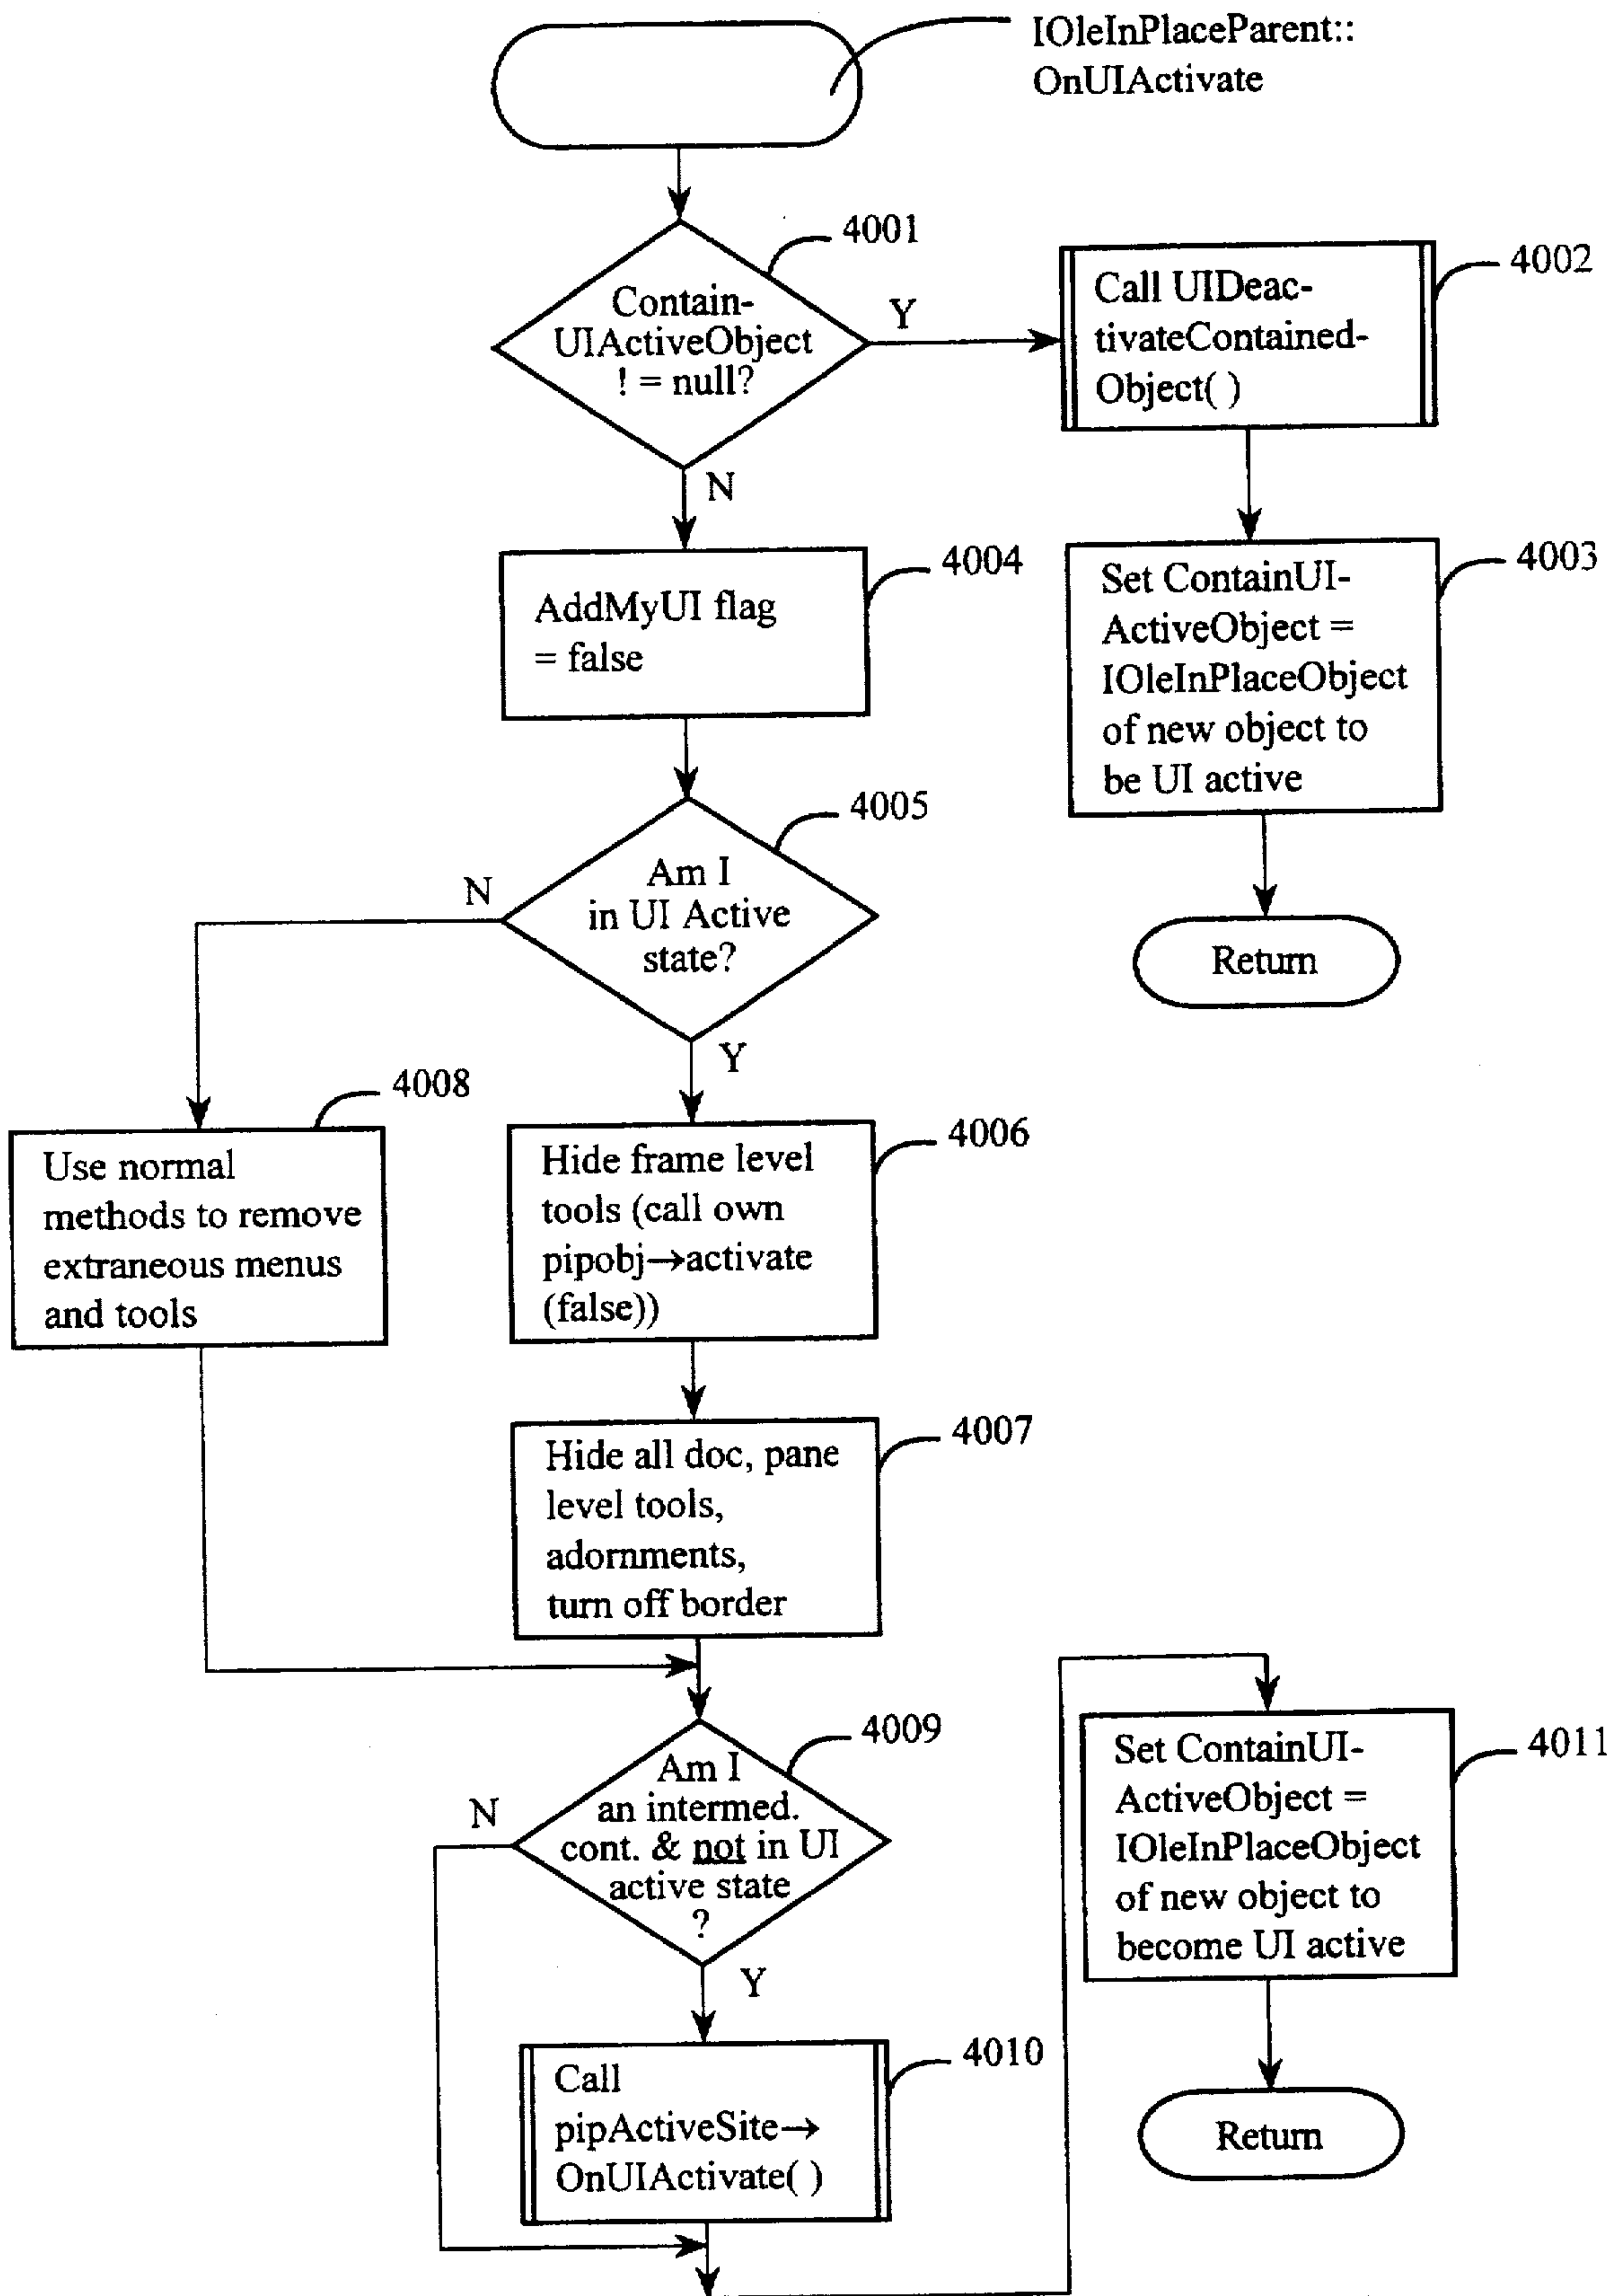 IOleInPlaceParent::
OnUIActivate
4001
Contain-
UIActiveObject
! = null?
Y
N
4002
Call UIDeac-
tivateContained-
Object( )
4003
Set ContainUI-
ActiveObject =
IOleInPlaceObject
of new object to
be UI active
Return
4004
AddMyUI flag
= false
4005
Am I
in UI Active
state?
N
Y
4008
Use normal
methods to remove
extraneous menus
and tools
4006
Hide frame level
tools (call own
pipobj→activate
(false))
4007
Hide all doc, pane
level tools,
adornments,
turn off border
4009
Am I
an intermed.
cont. & not in UI
active state
?
N
Y
4010
Call
pipActiveSite→
OnUIActivate( )
4011
Set ContainUI-
ActiveObject =
IOleInPlaceObject
of new object to
become UI active
Return